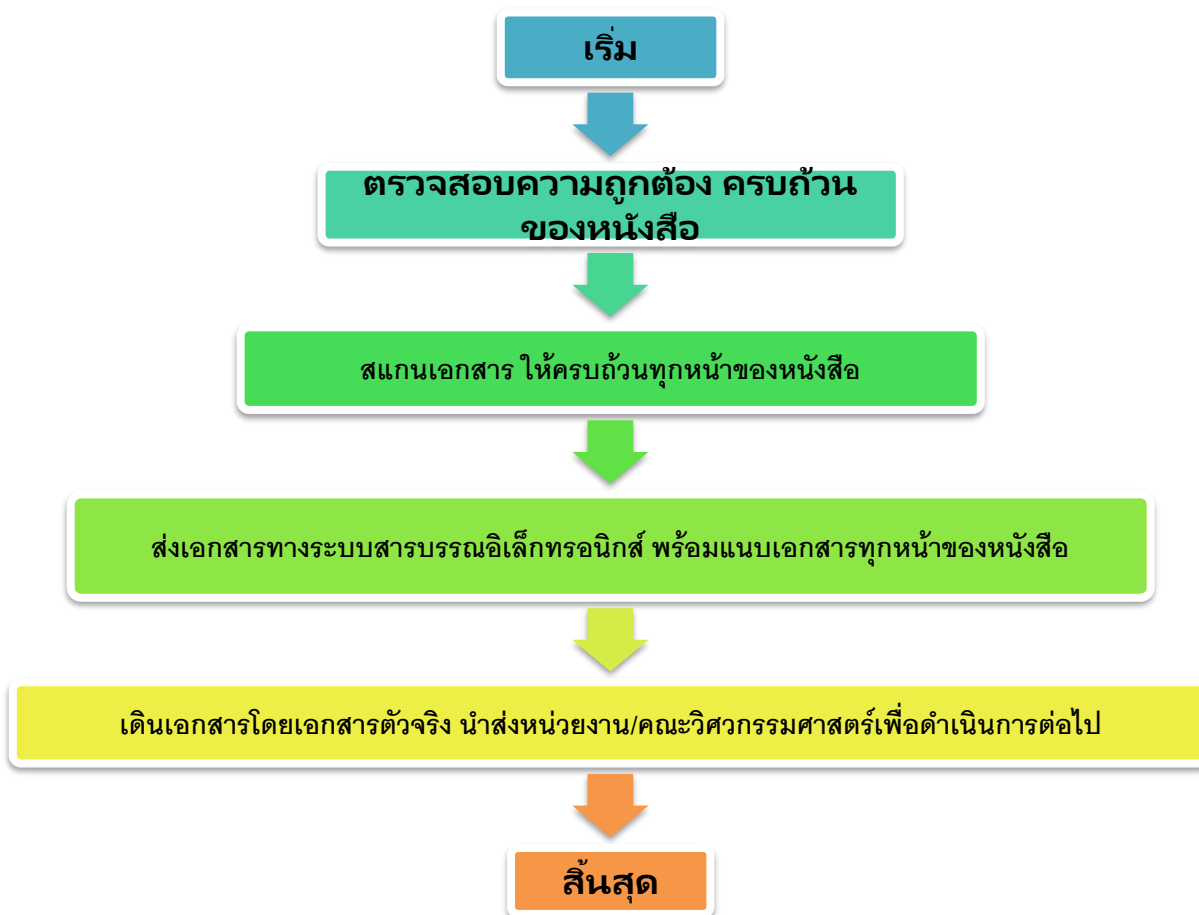 เริ่ม
ตรวจสอบความถูกต้อง ครบถ้วน
ของหนังสือ
สแกนเอกสาร ให้ครบถ้วนทุกหน้าของหนังสือ
ส่งเอกสารทางระบบสารบรรณอิเล็กทรอนิกส์ พร้อมแนบเอกสารทุกหน้าของหนังสือ
เดินเอกสารโดยเอกสารตัวจริง นำส่งหน่วยงาน/คณะวิศวกรรมศาสตร์เพื่อดำเนินการต่อไป
สิ้นสุด